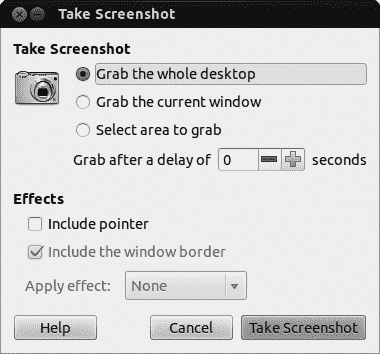 Take Screenshot
Take Screenshot
Grab the whole desktop
Grab the current window
Select area to grab
Grab after a delay of 0 seconds
Effects
Include pointer
Include the window border
Apply effect: None
Help Cancel Take Screenshot